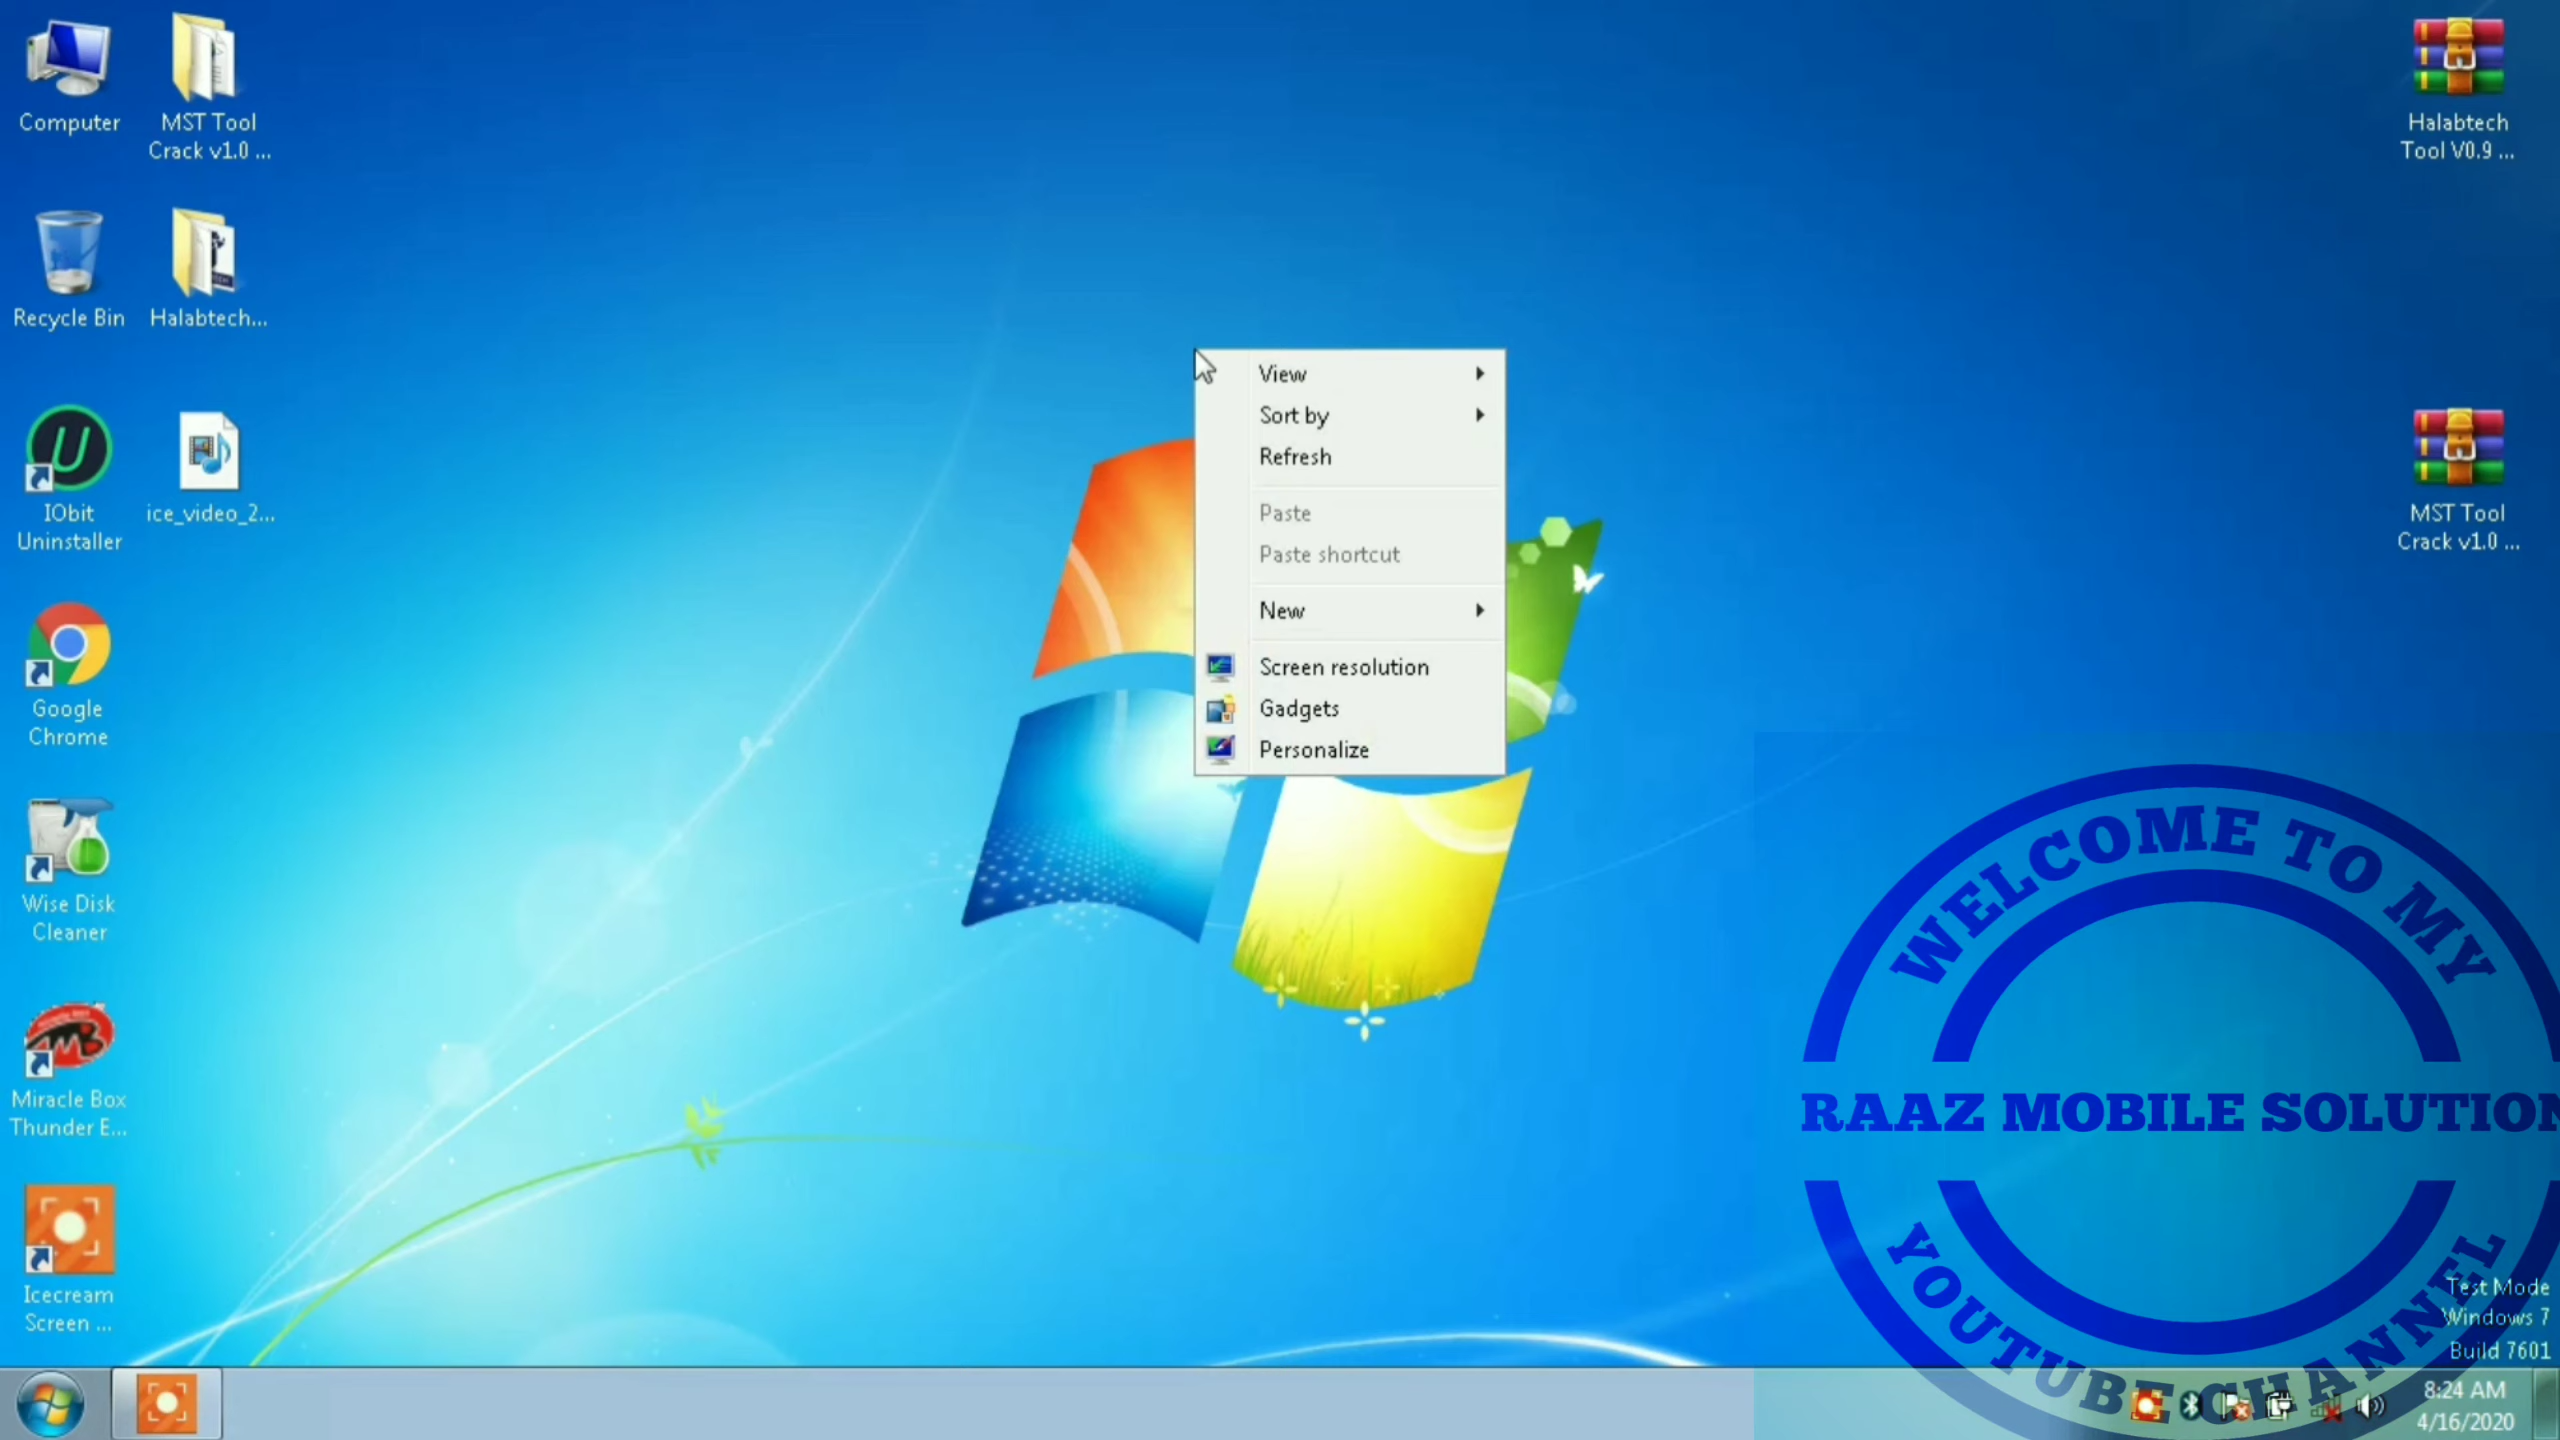 Computer
MST Tool
Crack v1.0 ...
Recycle Bin
Halabtech...
IObit
Uninstaller
ice_video_2...
Google
Chrome
Wise Disk
Cleaner
Miracle Box
Thunder E...
Icecream
Screen ...
View
Sort by
Refresh
Paste
Paste shortcut
New
Screen resolution
Gadgets
Personalize
Halabtech
Tool V0.9 ...
MST Tool
Crack v1.0 ...
WELCOME TO MY
RAAZ MOBILE SOLUTION
YOUTUBE CHANNEL
Test Mode
Windows 7
Build 7601
8:24 AM
4/16/2020